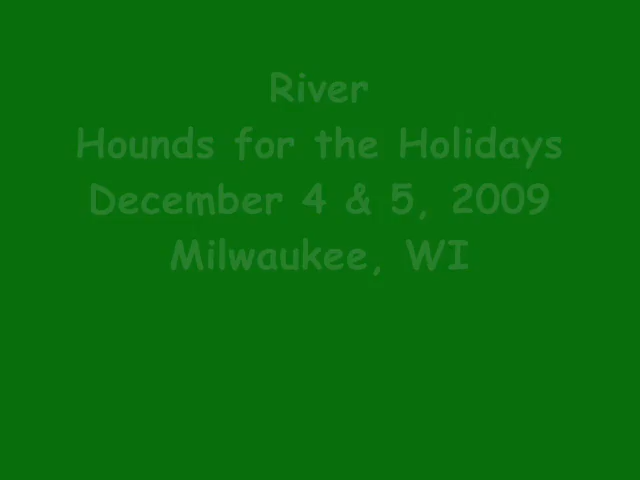 River
Hounds for the Holidays
December 4 & 5, 2009
Milwaukee, WI